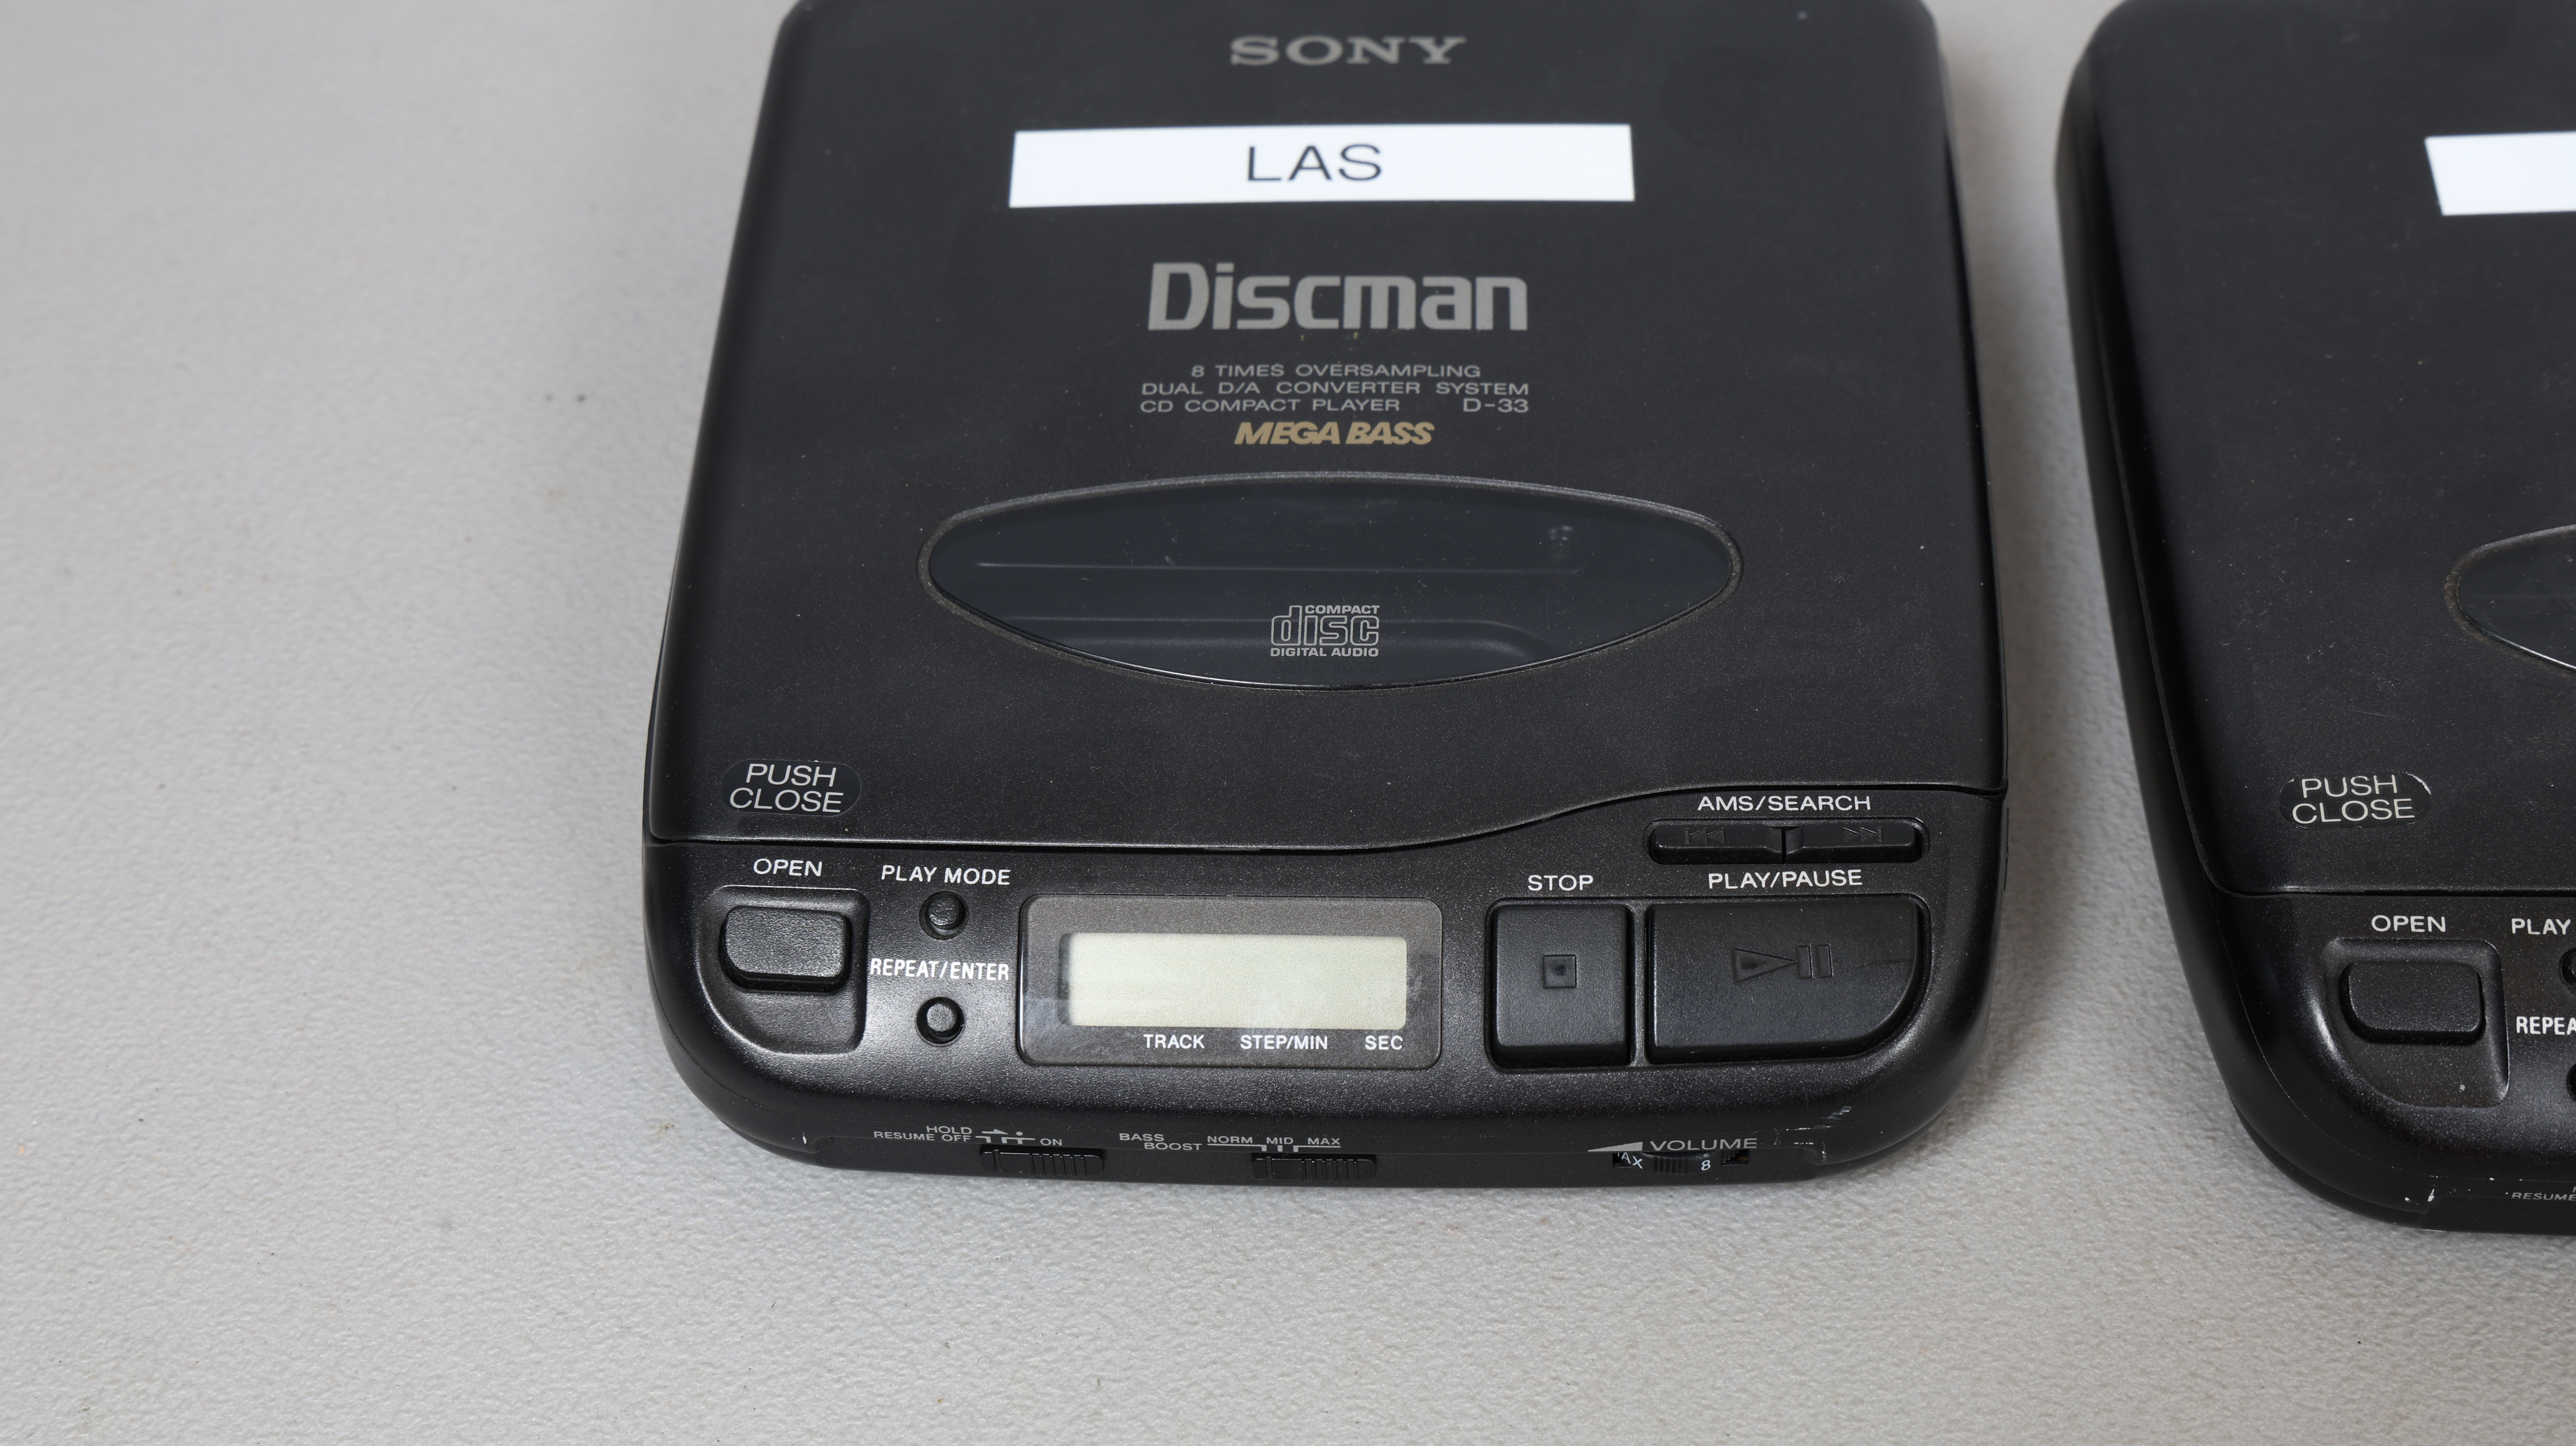 SONY
LAS
Discman
8 TIMES OVERSAMPLING
DUAL D/A CONVERTER SYSTEM
CD COMPACT PLAYER D-33
MEGA BASS
COMPACT
disc
DIGITAL AUDIO
PUSH
CLOSE
AMS/SEARCH
OPEN
PLAY MODE
STOP
PLAY/PAUSE
REPEAT/ENTER
TRACK STEP/MIN SEC
HOLD
RESUME OFF ON
BASS
BOOST
NORM MID MAX
VOLUME
8
PUSH
CLOSE
OPEN
PLAY